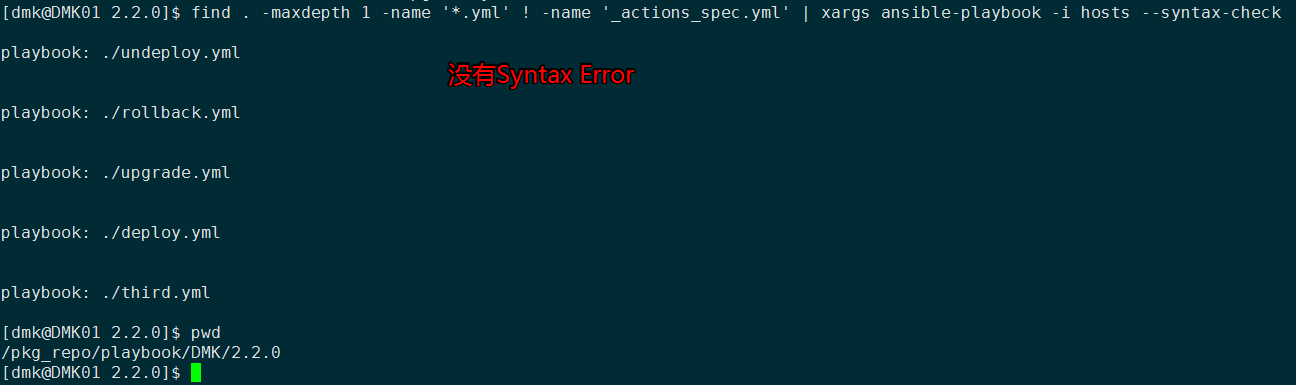 [dmk@DMK01 2.2.0]$ find . -maxdepth 1 -name '*.yml' ! -name '_actions_spec.yml' | xargs ansible-playbook -i hosts --syntax-check
playbook: ./undeploy.yml
没有Syntax Error
playbook: ./rollback.yml
playbook: ./upgrade.yml
playbook: ./deploy.yml
playbook: ./third.yml
[dmk@DMK01 2.2.0]$ pwd
/pkg_repo/playbook/DMK/2.2.0
[dmk@DMK01 2.2.0]$